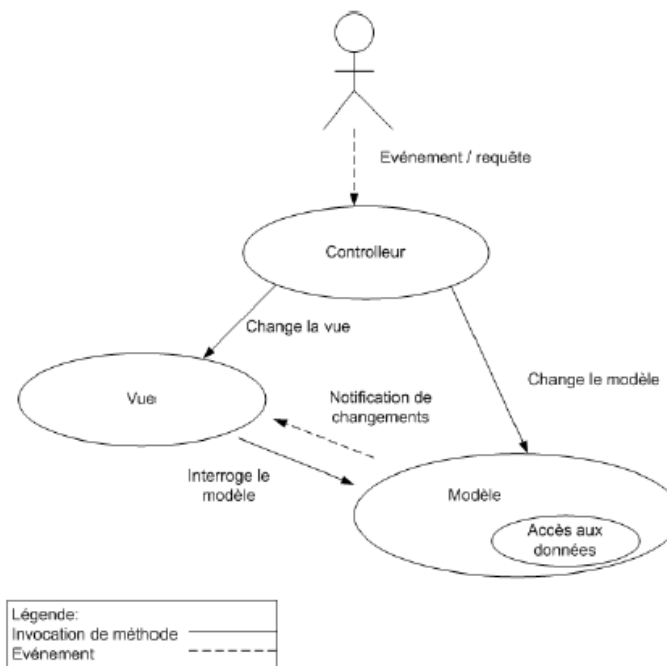 Evénement / requête
Controlleur
Change la vue
Change le modèle
Vue
Notification de
changements
Interroge le
modèle
Modèle
Accès aux
données
Légende:
Invocation de méthode
Evénement